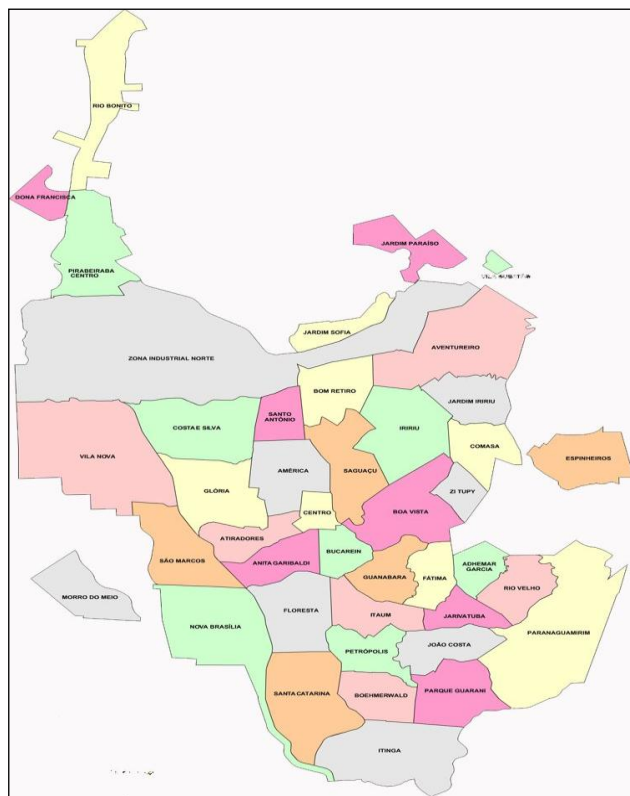 RIO BONITO
DONA FRANCISCA
JARDIM PARAÍSO
PIRABEIRABA
CENTRO
JARDIM SOFIA
ZONA INDUSTRIAL NORTE
AVENTUREIRO
BOM RETIRO
JARDIM IRIRIU
SANTO
ANTÔNIO
COSTA E SILVA
IRIRIU
COMASA
VILA NOVA
ESPINHEIROS
AMÉRICA
SAGUAÇU
GLÓRIA
ZI TUPY
CENTRO
BOA VISTA
ATIRADORES
BUCAREIN
SÃO MARCOS
ANITA GARIBALDI
ADHEMAR
GARCIA
GUANABARA
FÁTIMA
RIO VELHO
MORRO DO MEIO
FLORESTA
ITAUM
JARIVATUBA
NOVA BRASÍLIA
PARANAGUAMIRIM
JOÃO COSTA
PETRÓPOLIS
SANTA CATARINA
BOEHMERWALD
PARQUE GUARANI
ITINGA